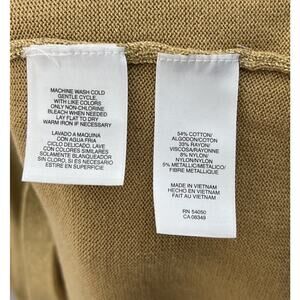 MACHINE WASH COLD
GENTLE CYCLE,
WITH LIKE COLORS
ONLY NON-CHLORINE
BLEACH WHEN NEEDED
LAY FLAT TO DRY
WARM IRON IF NECESSARY
LAVADO A MAQUINA
CON AGUA FRIA
CICLO DELICADO, LAVE
CON COLORES SIMILARES
SOLAMENTE BLANQUEADOR
SIN CLORO, SI ES NECESARIO
DAS EN SUPERFICIE
54% COTTON/
ALGODON/COTON
33% RAYON/
VISCOSA/RAYONNE
8% NYLON/
NYLON/NYLON
5% METALLIC/METALICO/
FIBRE METALLIQUE
MADE IN VIETNAM
HECHO EN VIETNAM
FAIT AU VIETNAM
RN 54050
CA 08349